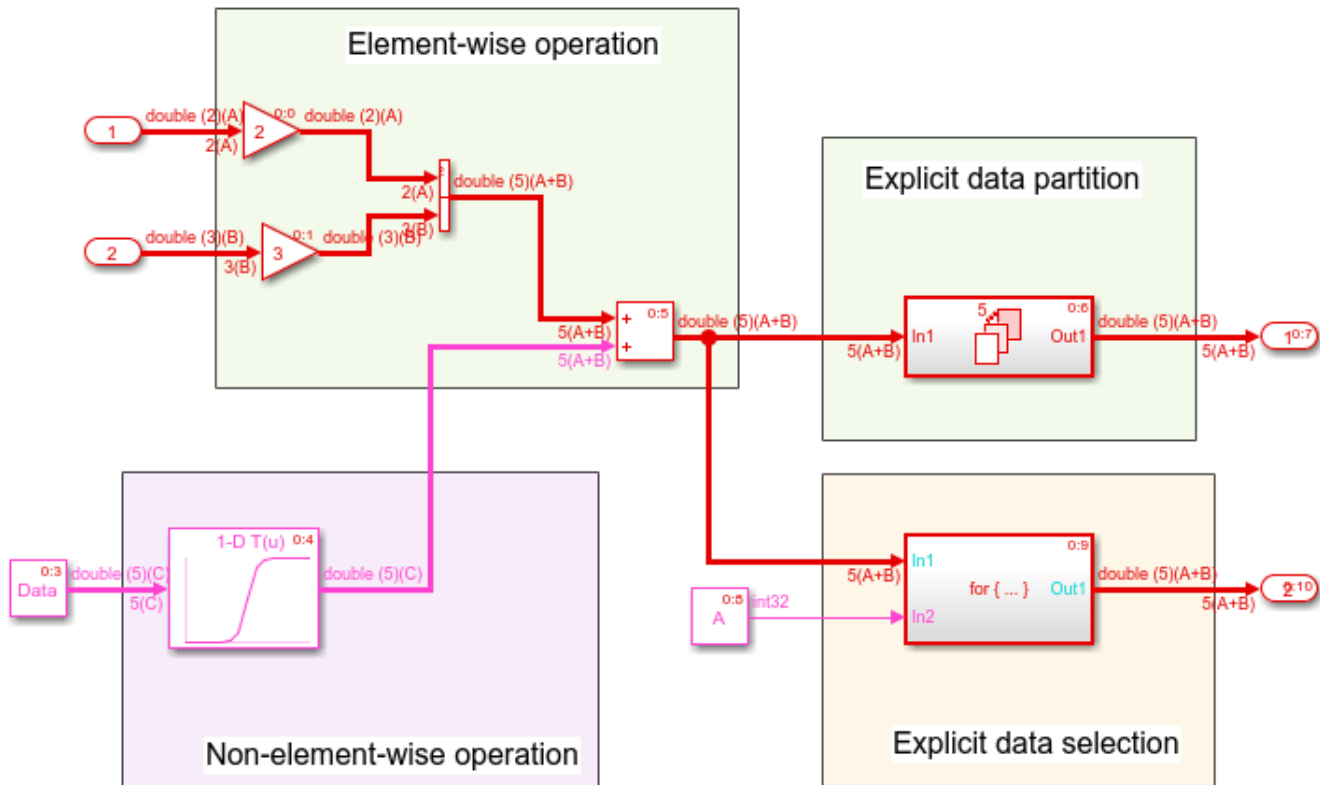 Element-wise operation
double (2)(A)
0:0
double (2)(A)
1
2
2(A)
2
double (5)(A+B)
2(A)
Explicit data partition
double (3)(B)
0:1
double (3)(B)
3(B)
2
3
3(B)
5
0:6
+
0:5
double (5)(A+B)
double (5)(A+B)
5(A+B)
In1
Out1
1
0:7
+
5(A+B)
5(A+B)
5(A+B)
1-D T(u)
0:4
0:9
0:3
double (5)(C)
double (5)(C)
In1
double (5)(A+B)
Data
5(A+B)
for { ... }
Out1
2
0:10
5(C)
0:5
int32
5(A+B)
A
In2
Non-element-wise operation
Explicit data selection